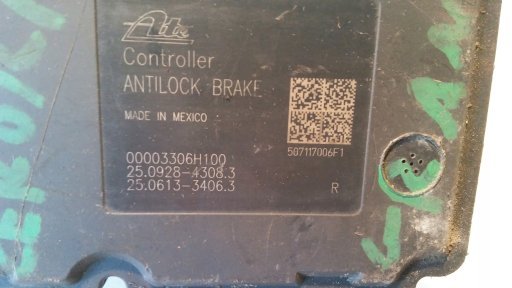 Ate
Controller
ANTILOCK BRAKE
MADE IN MEXICO
507117006F1
00003306H100
25.0928-4308.3
25.0613-3406.3
R